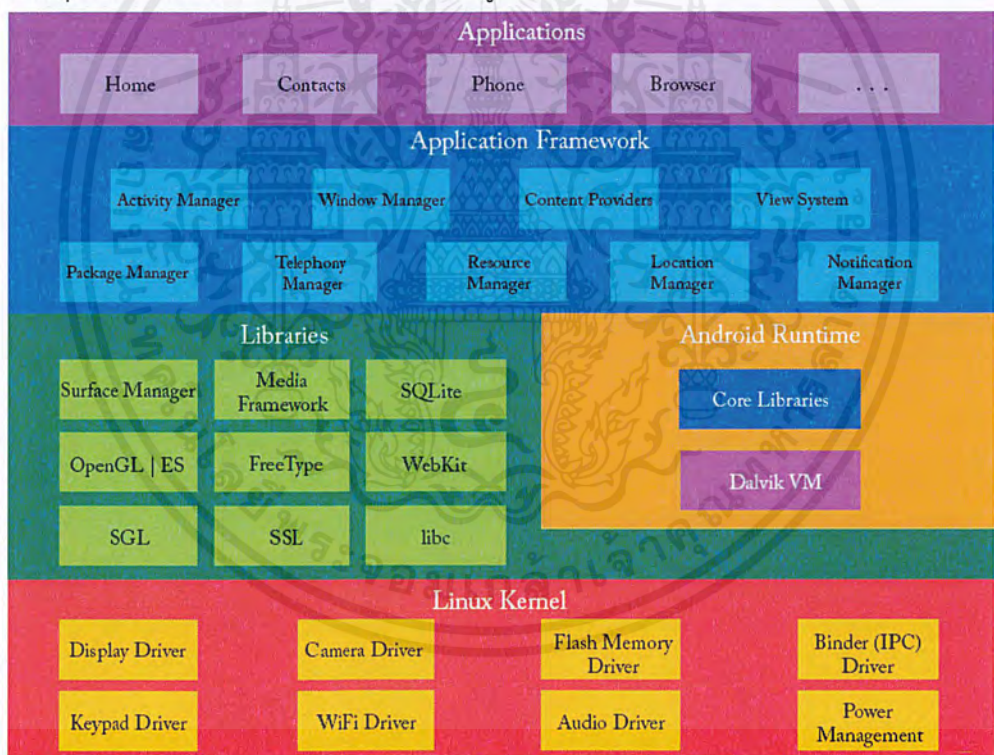 Applications
Home Contacts Phone Browser . . .
Application Framework
Activity Manager Window Manager Content Providers View System
Package Manager Telephony Manager Resource Manager Location Manager Notification Manager
Libraries
Surface Manager Media Framework SQLite
OpenGL | ES FreeType WebKit
SGL SSL libc
Android Runtime
Core Libraries
Dalvik VM
Linux Kernel
Display Driver Camera Driver Flash Memory Driver Binder (IPC) Driver
Keypad Driver WiFi Driver Audio Driver Power Management